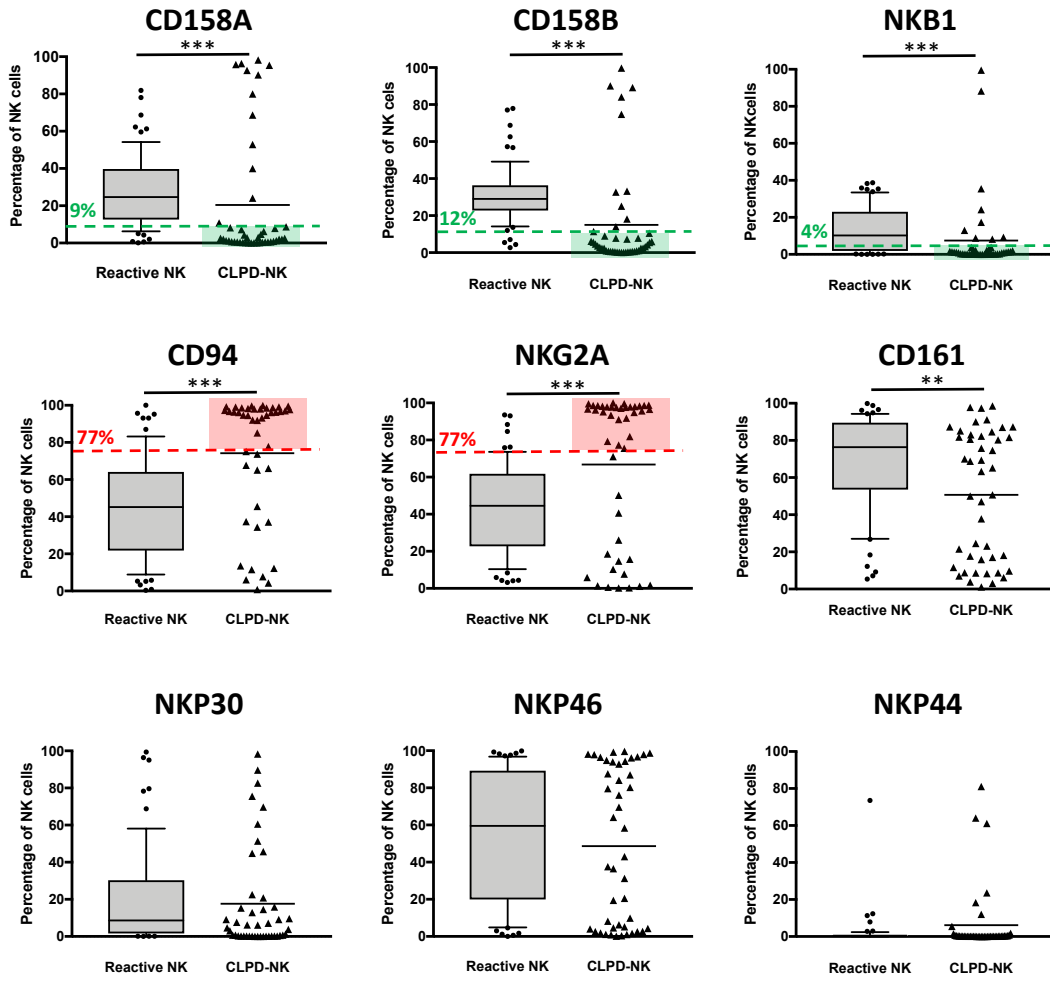 CD158A
CD158B
NKB1
***
***
***
Percentage of NK cells
100
80
60
40
20
0
9%
Reactive NK
CLPD-NK
Percentage of NK cells
100
80
60
40
20
0
12%
Reactive NK
CLPD-NK
Percentage of NKcells
100
80
60
40
20
0
4%
Reactive NK
CLPD-NK
CD94
NKG2A
CD161
***
***
**
Percentage of NK cells
100
80
60
40
20
0
77%
Reactive NK
CLPD-NK
Percentage of NK cells
100
80
60
40
20
0
77%
Reactive NK
CLPD-NK
Percentage of NK cells
100
80
60
40
20
0
Reactive NK
CLPD-NK
NKP30
NKP46
NKP44
Percentage of NK cells
100
80
60
40
20
0
Reactive NK
CLPD-NK
Percentage of NK cells
100
80
60
40
20
0
Reactive NK
CLPD-NK
Percentage of NK cells
100
80
60
40
20
0
Reactive NK
CLPD-NK